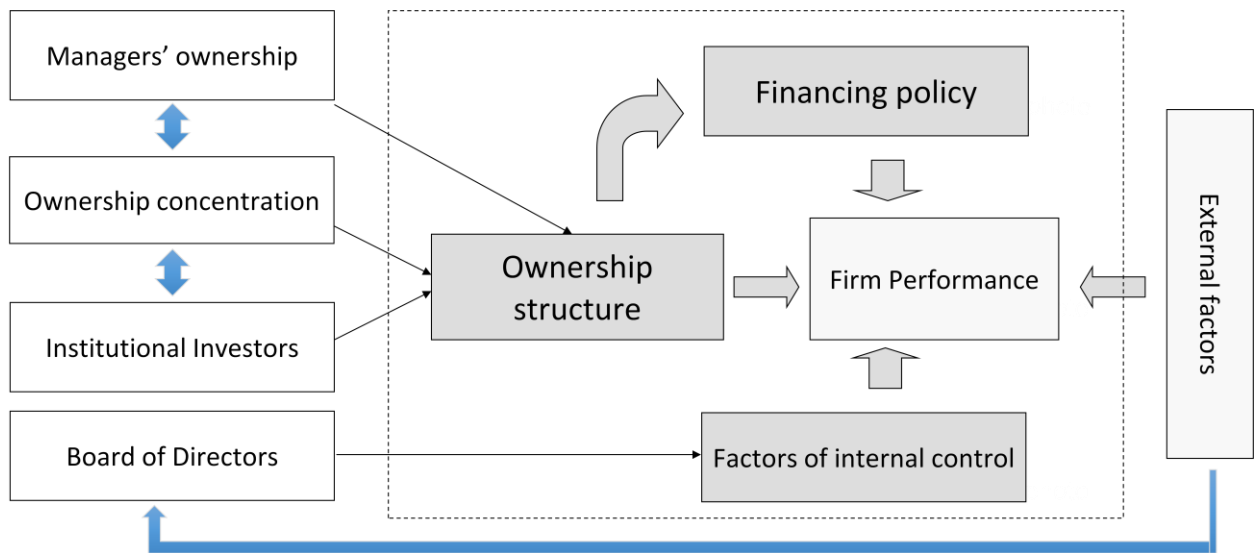 Managers’ ownership
Financing policy
Ownership concentration
Ownership
structure
Firm Performance
External factors
Institutional Investors
Board of Directors
Factors of internal control